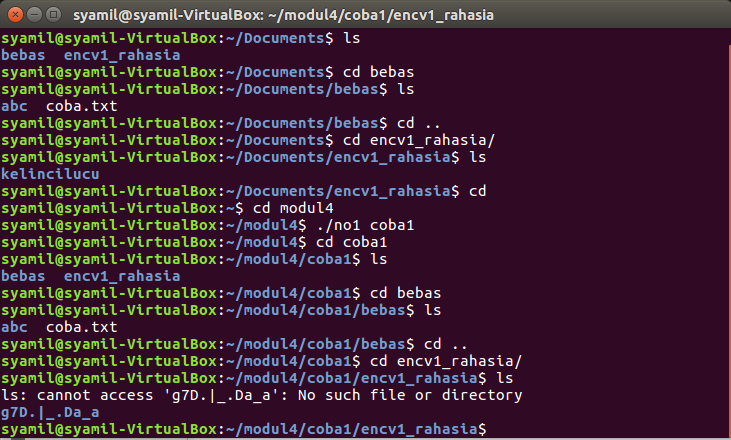 syamil@syamil-VirtualBox: ~/modul4/coba1/encv1_rahasia
syamil@syamil-VirtualBox:~/Documents$ ls
bebas  encv1_rahasia
syamil@syamil-VirtualBox:~/Documents$ cd bebas
syamil@syamil-VirtualBox:~/Documents/bebas$ ls
abc  coba.txt
syamil@syamil-VirtualBox:~/Documents/bebas$ cd ..
syamil@syamil-VirtualBox:~/Documents$ cd encv1_rahasia/
syamil@syamil-VirtualBox:~/Documents/encv1_rahasia$ ls
kelincilucu
syamil@syamil-VirtualBox:~/Documents/encv1_rahasia$ cd
syamil@syamil-VirtualBox:~$ cd modul4
syamil@syamil-VirtualBox:~/modul4$ ./no1 coba1
syamil@syamil-VirtualBox:~/modul4$ cd coba1
syamil@syamil-VirtualBox:~/modul4/coba1$ ls
bebas  encv1_rahasia
syamil@syamil-VirtualBox:~/modul4/coba1$ cd bebas
syamil@syamil-VirtualBox:~/modul4/coba1/bebas$ ls
abc  coba.txt
syamil@syamil-VirtualBox:~/modul4/coba1/bebas$ cd ..
syamil@syamil-VirtualBox:~/modul4/coba1$ cd encv1_rahasia/
syamil@syamil-VirtualBox:~/modul4/coba1/encv1_rahasia$ ls
ls: cannot access 'g7D.|_.Da_a': No such file or directory
g7D.|_.Da_a
syamil@syamil-VirtualBox:~/modul4/coba1/encv1_rahasia$